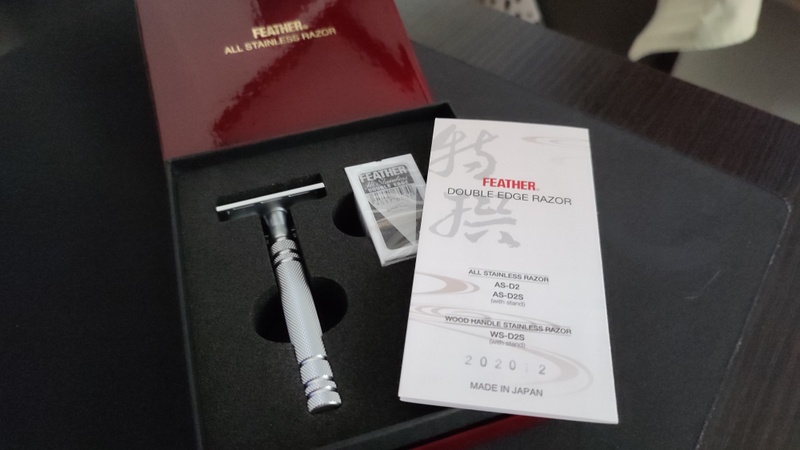 FEATHER®
ALL STAINLESS RAZOR
FEATHER
特撰
FEATHER®
DOUBLE EDGE RAZOR
ALL STAINLESS RAZOR
AS-D2
AS-D2S
(with stand)
WOOD HANDLE STAINLESS RAZOR
WS-D2S
(with stand)
MADE IN JAPAN